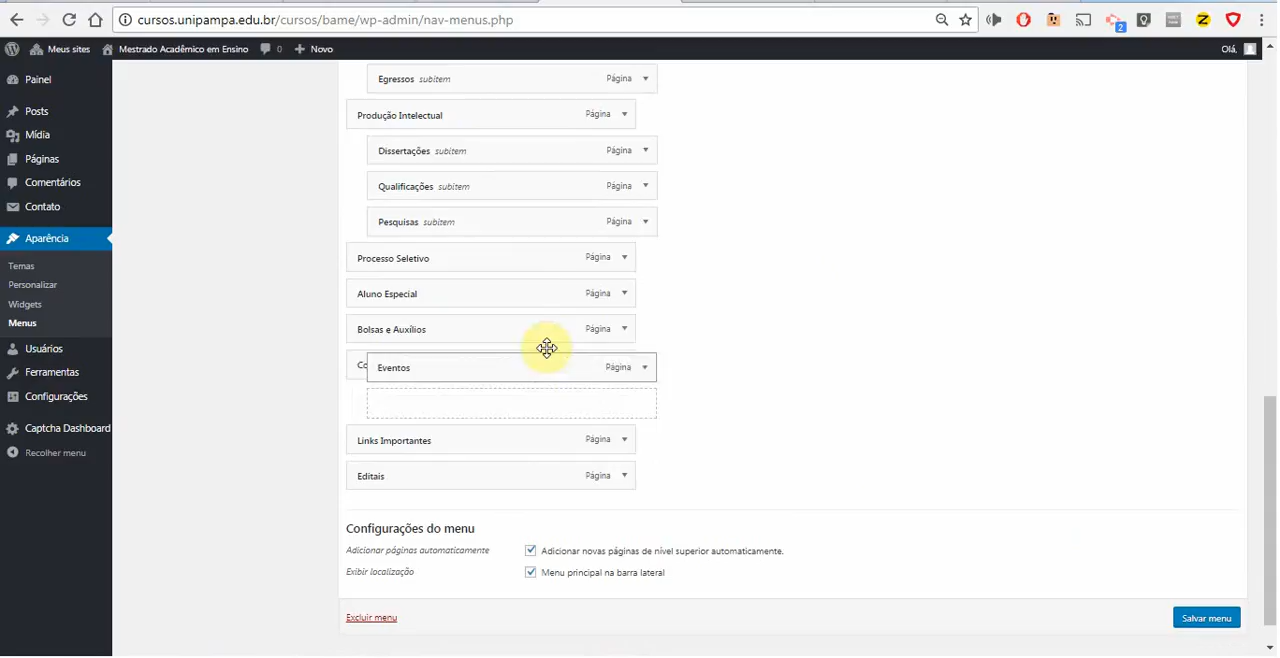 cursos.unipampa.edu.br/cursos/bame/wp-admin/nav-menus.php
2
Meus sites Mestrado Acadêmico em Ensino 0 + Novo Olá,
Painel
Posts
Mídia
Páginas
Comentários
Contato
Aparência
Temas
Personalizar
Widgets
Menus
Usuários
Ferramentas
Configurações
Captcha Dashboard
Recolher menu
Egressos subitem Página
Produção Intelectual Página
Dissertações subitem Página
Qualificações subitem Página
Pesquisas subitem Página
Processo Seletivo Página
Aluno Especial Página
Bolsas e Auxílios Página
Eventos Página
Links Importantes Página
Editais Página
Configurações do menu
Adicionar páginas automaticamente Adicionar novas páginas de nível superior automaticamente.
Exibir localização Menu principal na barra lateral
Excluir menu Salvar menu